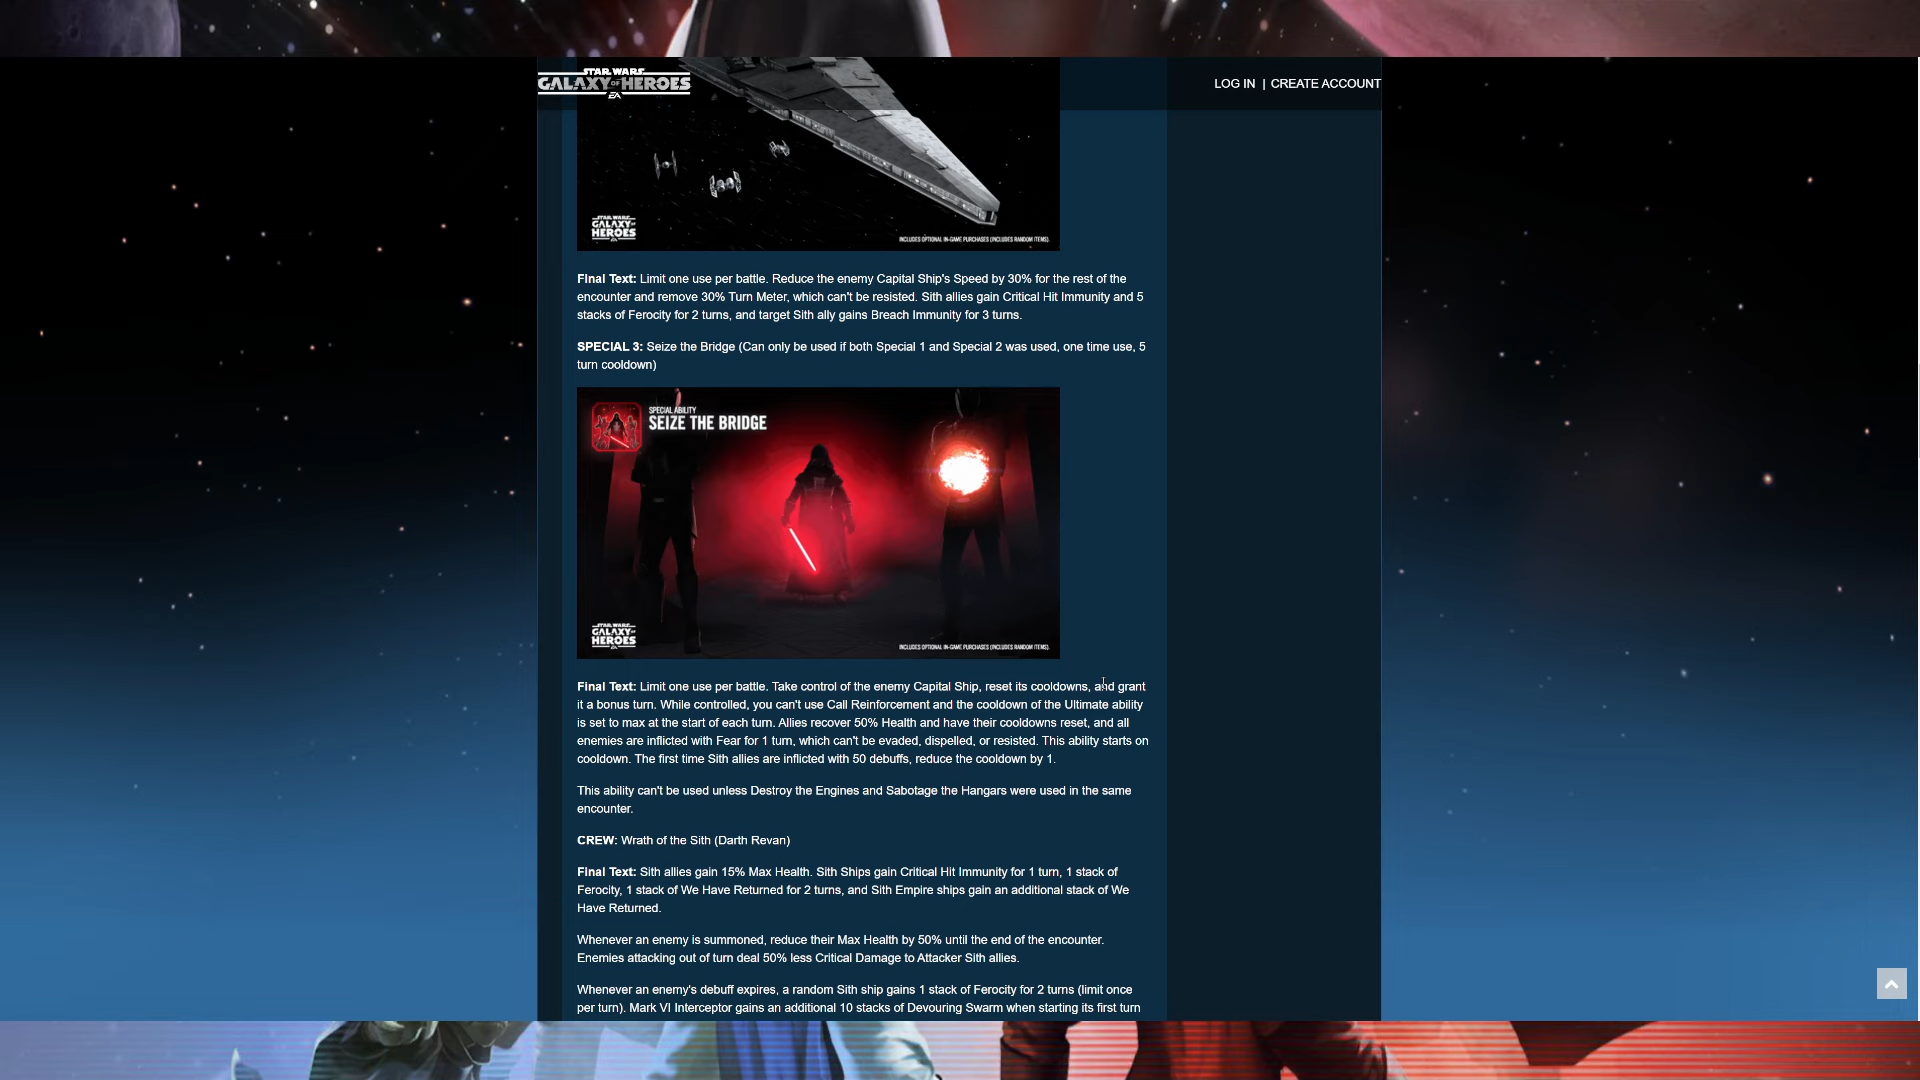 STAR WARS
GALAXY OF HEROES
EA
LOG IN | CREATE ACCOUNT
STAR WARS
GALAXY OF
HEROES
EA
INCLUDES OPTIONAL IN-GAME PURCHASES (INCLUDES RANDOM ITEMS).
Final Text: Limit one use per battle. Reduce the enemy Capital Ship's Speed by 30% for the rest of the
encounter and remove 30% Turn Meter, which can't be resisted. Sith allies gain Critical Hit Immunity and 5
stacks of Ferocity for 2 turns, and target Sith ally gains Breach Immunity for 3 turns.
SPECIAL 3: Seize the Bridge (Can only be used if both Special 1 and Special 2 was used, one time use, 5
turn cooldown)
SPECIAL ABILITY
SEIZE THE BRIDGE
STAR WARS
GALAXY OF
HEROES
EA
INCLUDES OPTIONAL IN-GAME PURCHASES (INCLUDES RANDOM ITEMS).
Final Text: Limit one use per battle. Take control of the enemy Capital Ship, reset its cooldowns, and grant
it a bonus turn. While controlled, you can't use Call Reinforcement and the cooldown of the Ultimate ability
is set to max at the start of each turn. Allies recover 50% Health and have their cooldowns reset, and all
enemies are inflicted with Fear for 1 turn, which can't be evaded, dispelled, or resisted. This ability starts on
cooldown. The first time Sith allies are inflicted with 50 debuffs, reduce the cooldown by 1.
This ability can't be used unless Destroy the Engines and Sabotage the Hangars were used in the same
encounter.
CREW: Wrath of the Sith (Darth Revan)
Final Text: Sith allies gain 15% Max Health. Sith Ships gain Critical Hit Immunity for 1 turn, 1 stack of
Ferocity, 1 stack of We Have Returned for 2 turns, and Sith Empire ships gain an additional stack of We
Have Returned.
Whenever an enemy is summoned, reduce their Max Health by 50% until the end of the encounter.
Enemies attacking out of turn deal 50% less Critical Damage to Attacker Sith allies.
Whenever an enemy's debuff expires, a random Sith ship gains 1 stack of Ferocity for 2 turns (limit once
per turn). Mark VI Interceptor gains an additional 10 stacks of Devouring Swarm when starting its first turn